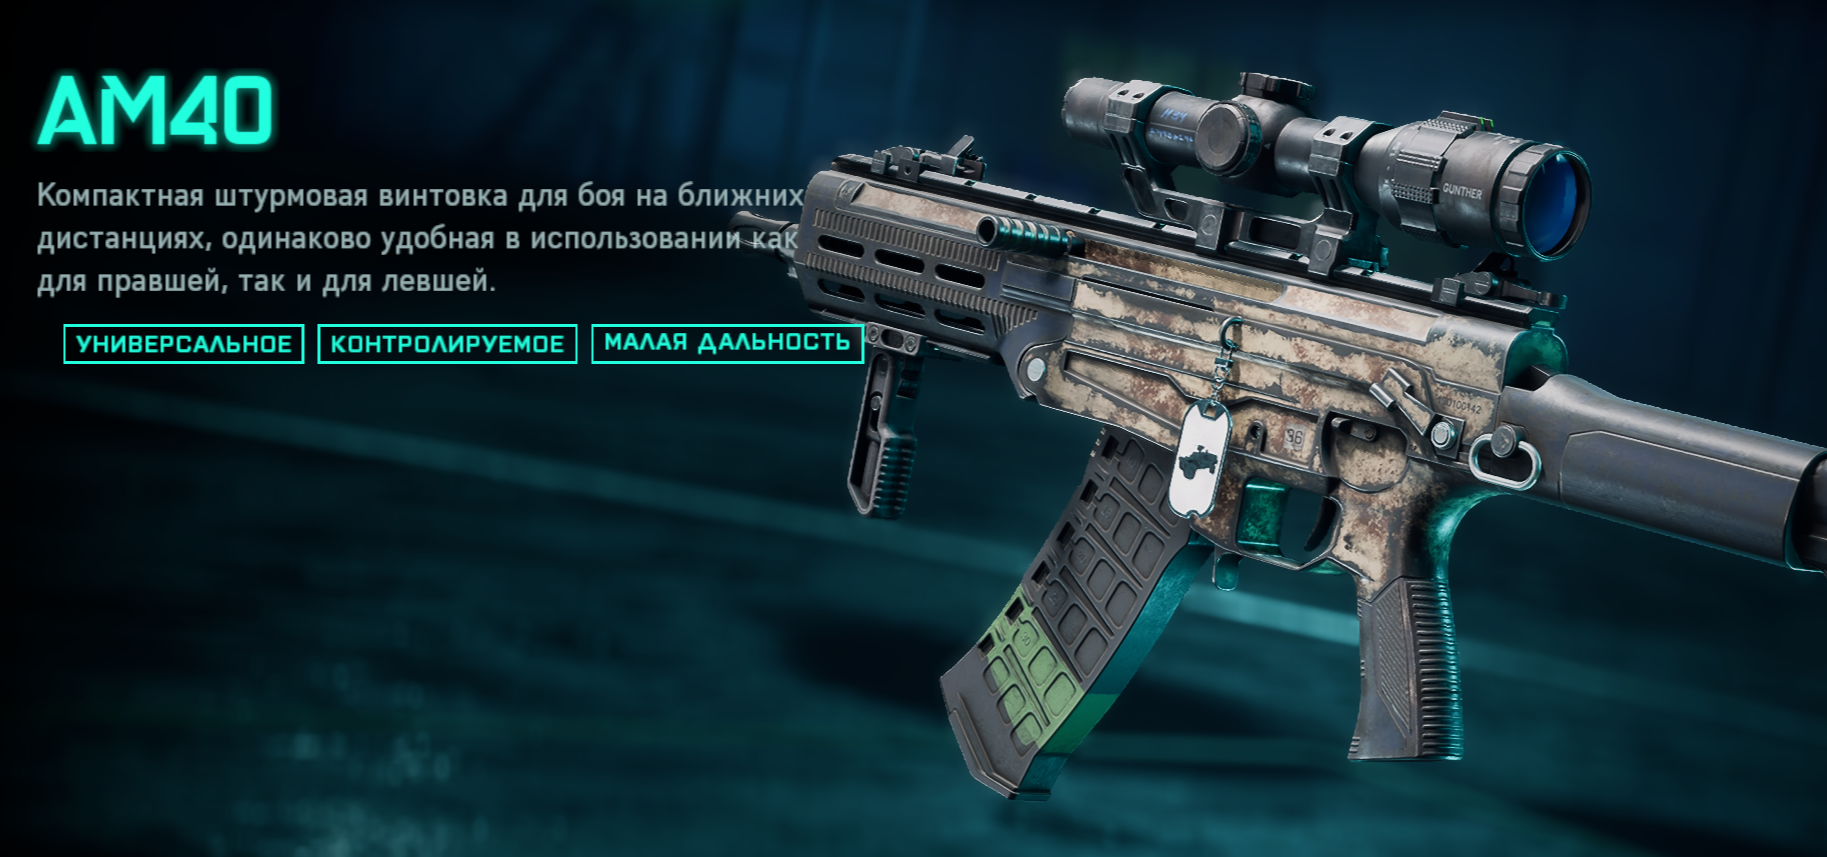 AM40
Компактная штурмовая винтовка для боя на ближних
дистанциях, одинаково удобная в использовании как
для правшей, так и для левшей.
УНИВЕРСАЛЬНОЕ КОНТРОЛИРУЕМОЕ МАЛАЯ ДАЛЬНОСТЬ
GUNTHER
36